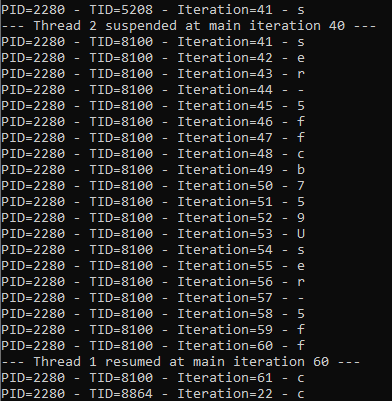 PID=2280 - TID=5208 - Iteration=41 - s
--- Thread 2 suspended at main iteration 40 ---
PID=2280 - TID=8100 - Iteration=41 - s
PID=2280 - TID=8100 - Iteration=42 - e
PID=2280 - TID=8100 - Iteration=43 - r
PID=2280 - TID=8100 - Iteration=44 - -
PID=2280 - TID=8100 - Iteration=45 - 5
PID=2280 - TID=8100 - Iteration=46 - f
PID=2280 - TID=8100 - Iteration=47 - f
PID=2280 - TID=8100 - Iteration=48 - c
PID=2280 - TID=8100 - Iteration=49 - b
PID=2280 - TID=8100 - Iteration=50 - 7
PID=2280 - TID=8100 - Iteration=51 - 5
PID=2280 - TID=8100 - Iteration=52 - 9
PID=2280 - TID=8100 - Iteration=53 - U
PID=2280 - TID=8100 - Iteration=54 - s
PID=2280 - TID=8100 - Iteration=55 - e
PID=2280 - TID=8100 - Iteration=56 - r
PID=2280 - TID=8100 - Iteration=57 - -
PID=2280 - TID=8100 - Iteration=58 - 5
PID=2280 - TID=8100 - Iteration=59 - f
PID=2280 - TID=8100 - Iteration=60 - f
--- Thread 1 resumed at main iteration 60 ---
PID=2280 - TID=8100 - Iteration=61 - c
PID=2280 - TID=8864 - Iteration=22 - c